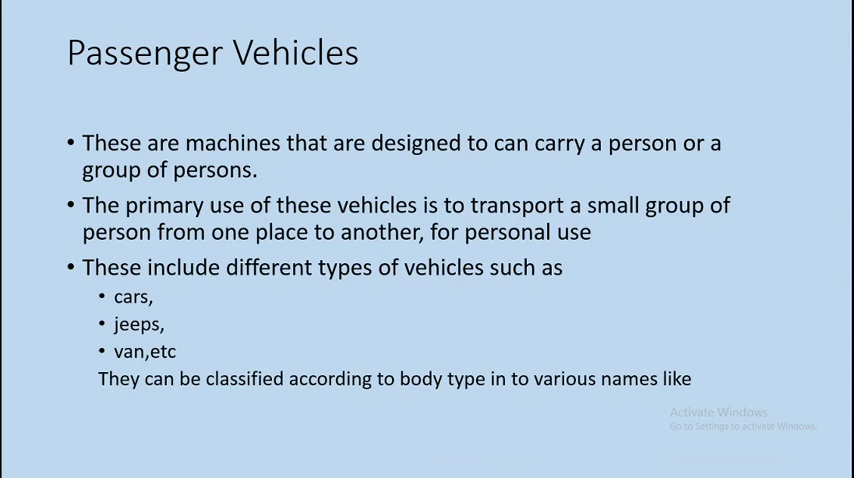 Passenger Vehicles
• These are machines that are designed to can carry a person or a
group of persons.
• The primary use of these vehicles is to transport a small group of
person from one place to another, for personal use
• These include different types of vehicles such as
• cars,
• jeeps,
• van,etc
They can be classified according to body type in to various names like
Activate Windows
Go to Settings to activate Windows.